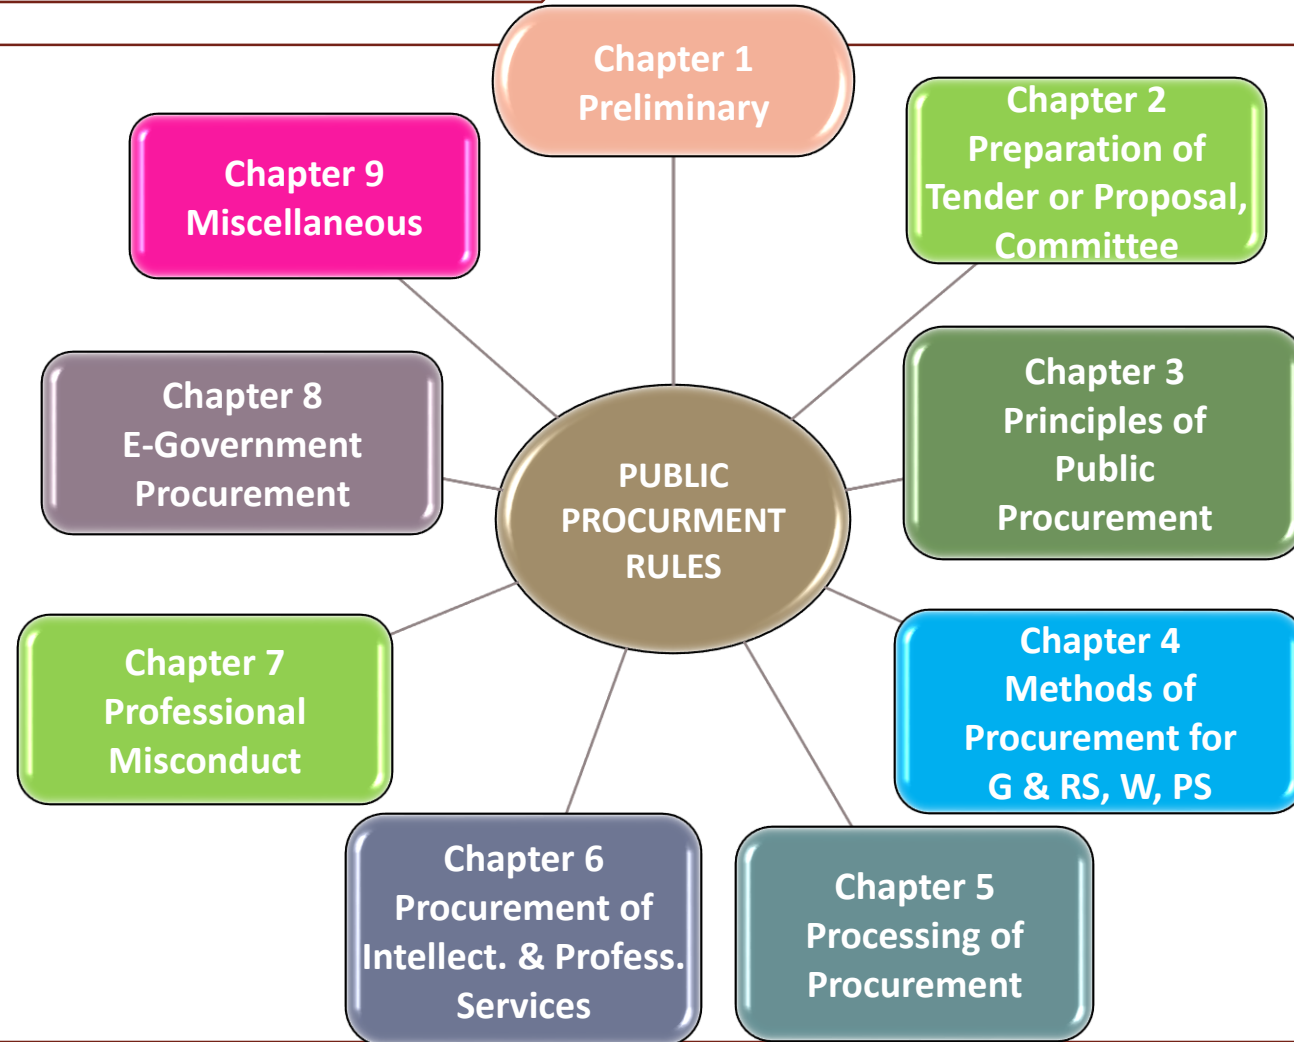 Chapter 1
Preliminary
Chapter 2
Preparation of
Tender or Proposal,
Committee
Chapter 3
Principles of
Public
Procurement
Chapter 4
Methods of
Procurement for
G & RS, W, PS
Chapter 5
Processing of
Procurement
Chapter 6
Procurement of
Intellect. & Profess.
Services
Chapter 7
Professional
Misconduct
Chapter 8
E-Government
Procurement
Chapter 9
Miscellaneous
PUBLIC
PROCURMENT
RULES